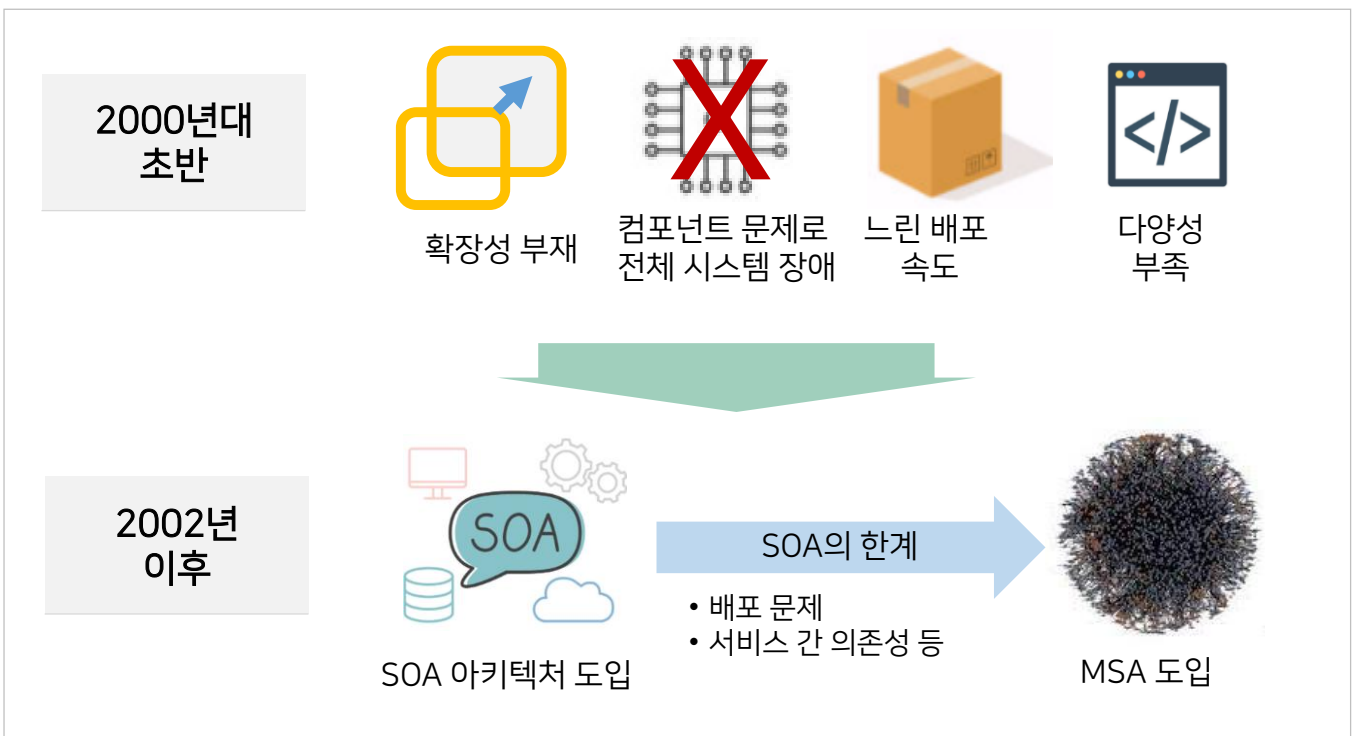 2000년대
초반
확장성 부재
컴포넌트 문제로
전체 시스템 장애
느린 배포
속도
</>
다양성
부족
2002년
이후
SOA
SOA 아키텍처 도입
SOA의 한계
• 배포 문제
• 서비스 간 의존성 등
MSA 도입